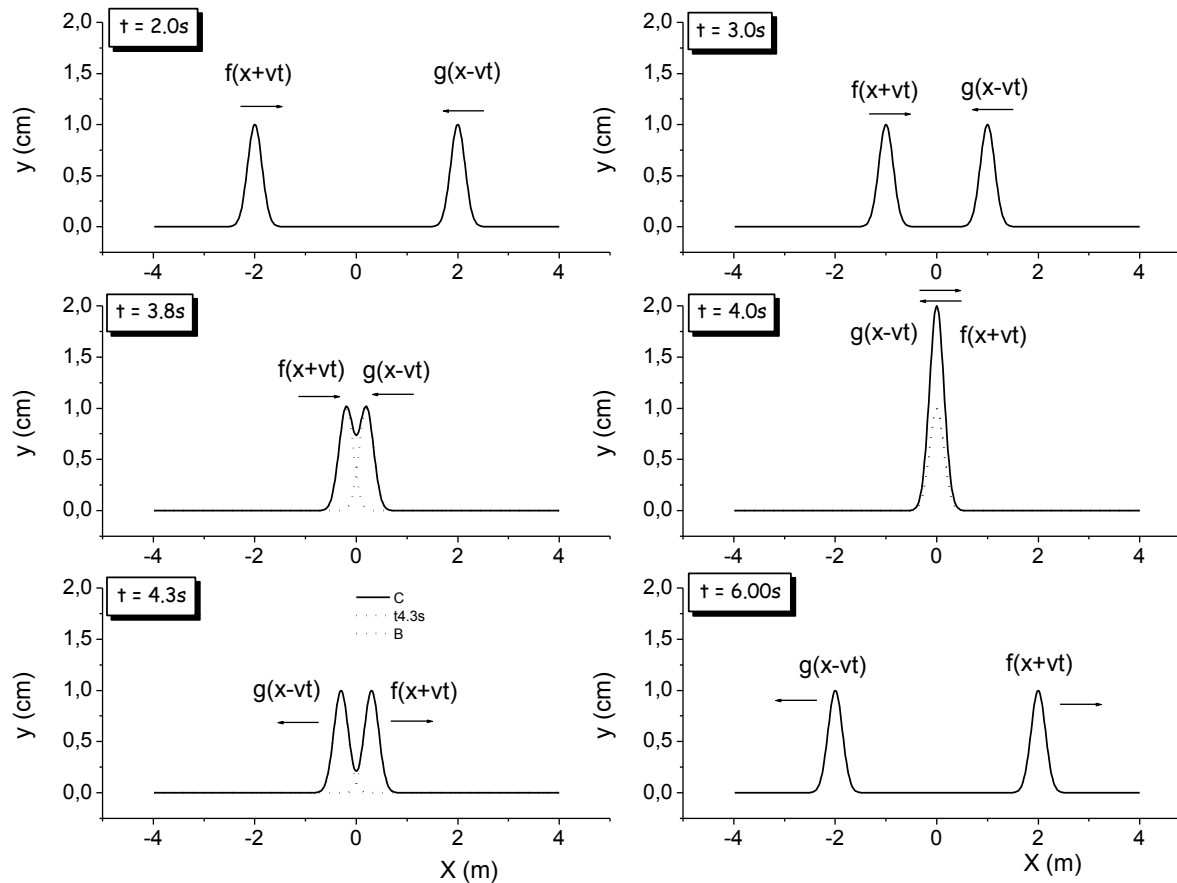 t = 2.0s
f(x+vt)
g(x-vt)
y (cm)
2,0
1,5
1,0
0,5
0,0
-4
-2
0
2
4
t = 3.0s
f(x+vt)
g(x-vt)
y (cm)
2,0
1,5
1,0
0,5
0,0
-4
-2
0
2
4
t = 3.8s
f(x+vt)
g(x-vt)
y (cm)
2,0
1,5
1,0
0,5
0,0
-4
-2
0
2
4
t = 4.0s
g(x-vt)
f(x+vt)
y (cm)
2,0
1,5
1,0
0,5
0,0
-4
-2
0
2
4
t = 4.3s
C
t4.3s
B
g(x-vt)
f(x+vt)
y (cm)
2,0
1,5
1,0
0,5
0,0
-4
-2
0
2
4
X (m)
t = 6.00s
g(x-vt)
f(x+vt)
y (cm)
2,0
1,5
1,0
0,5
0,0
-4
-2
0
2
4
X (m)